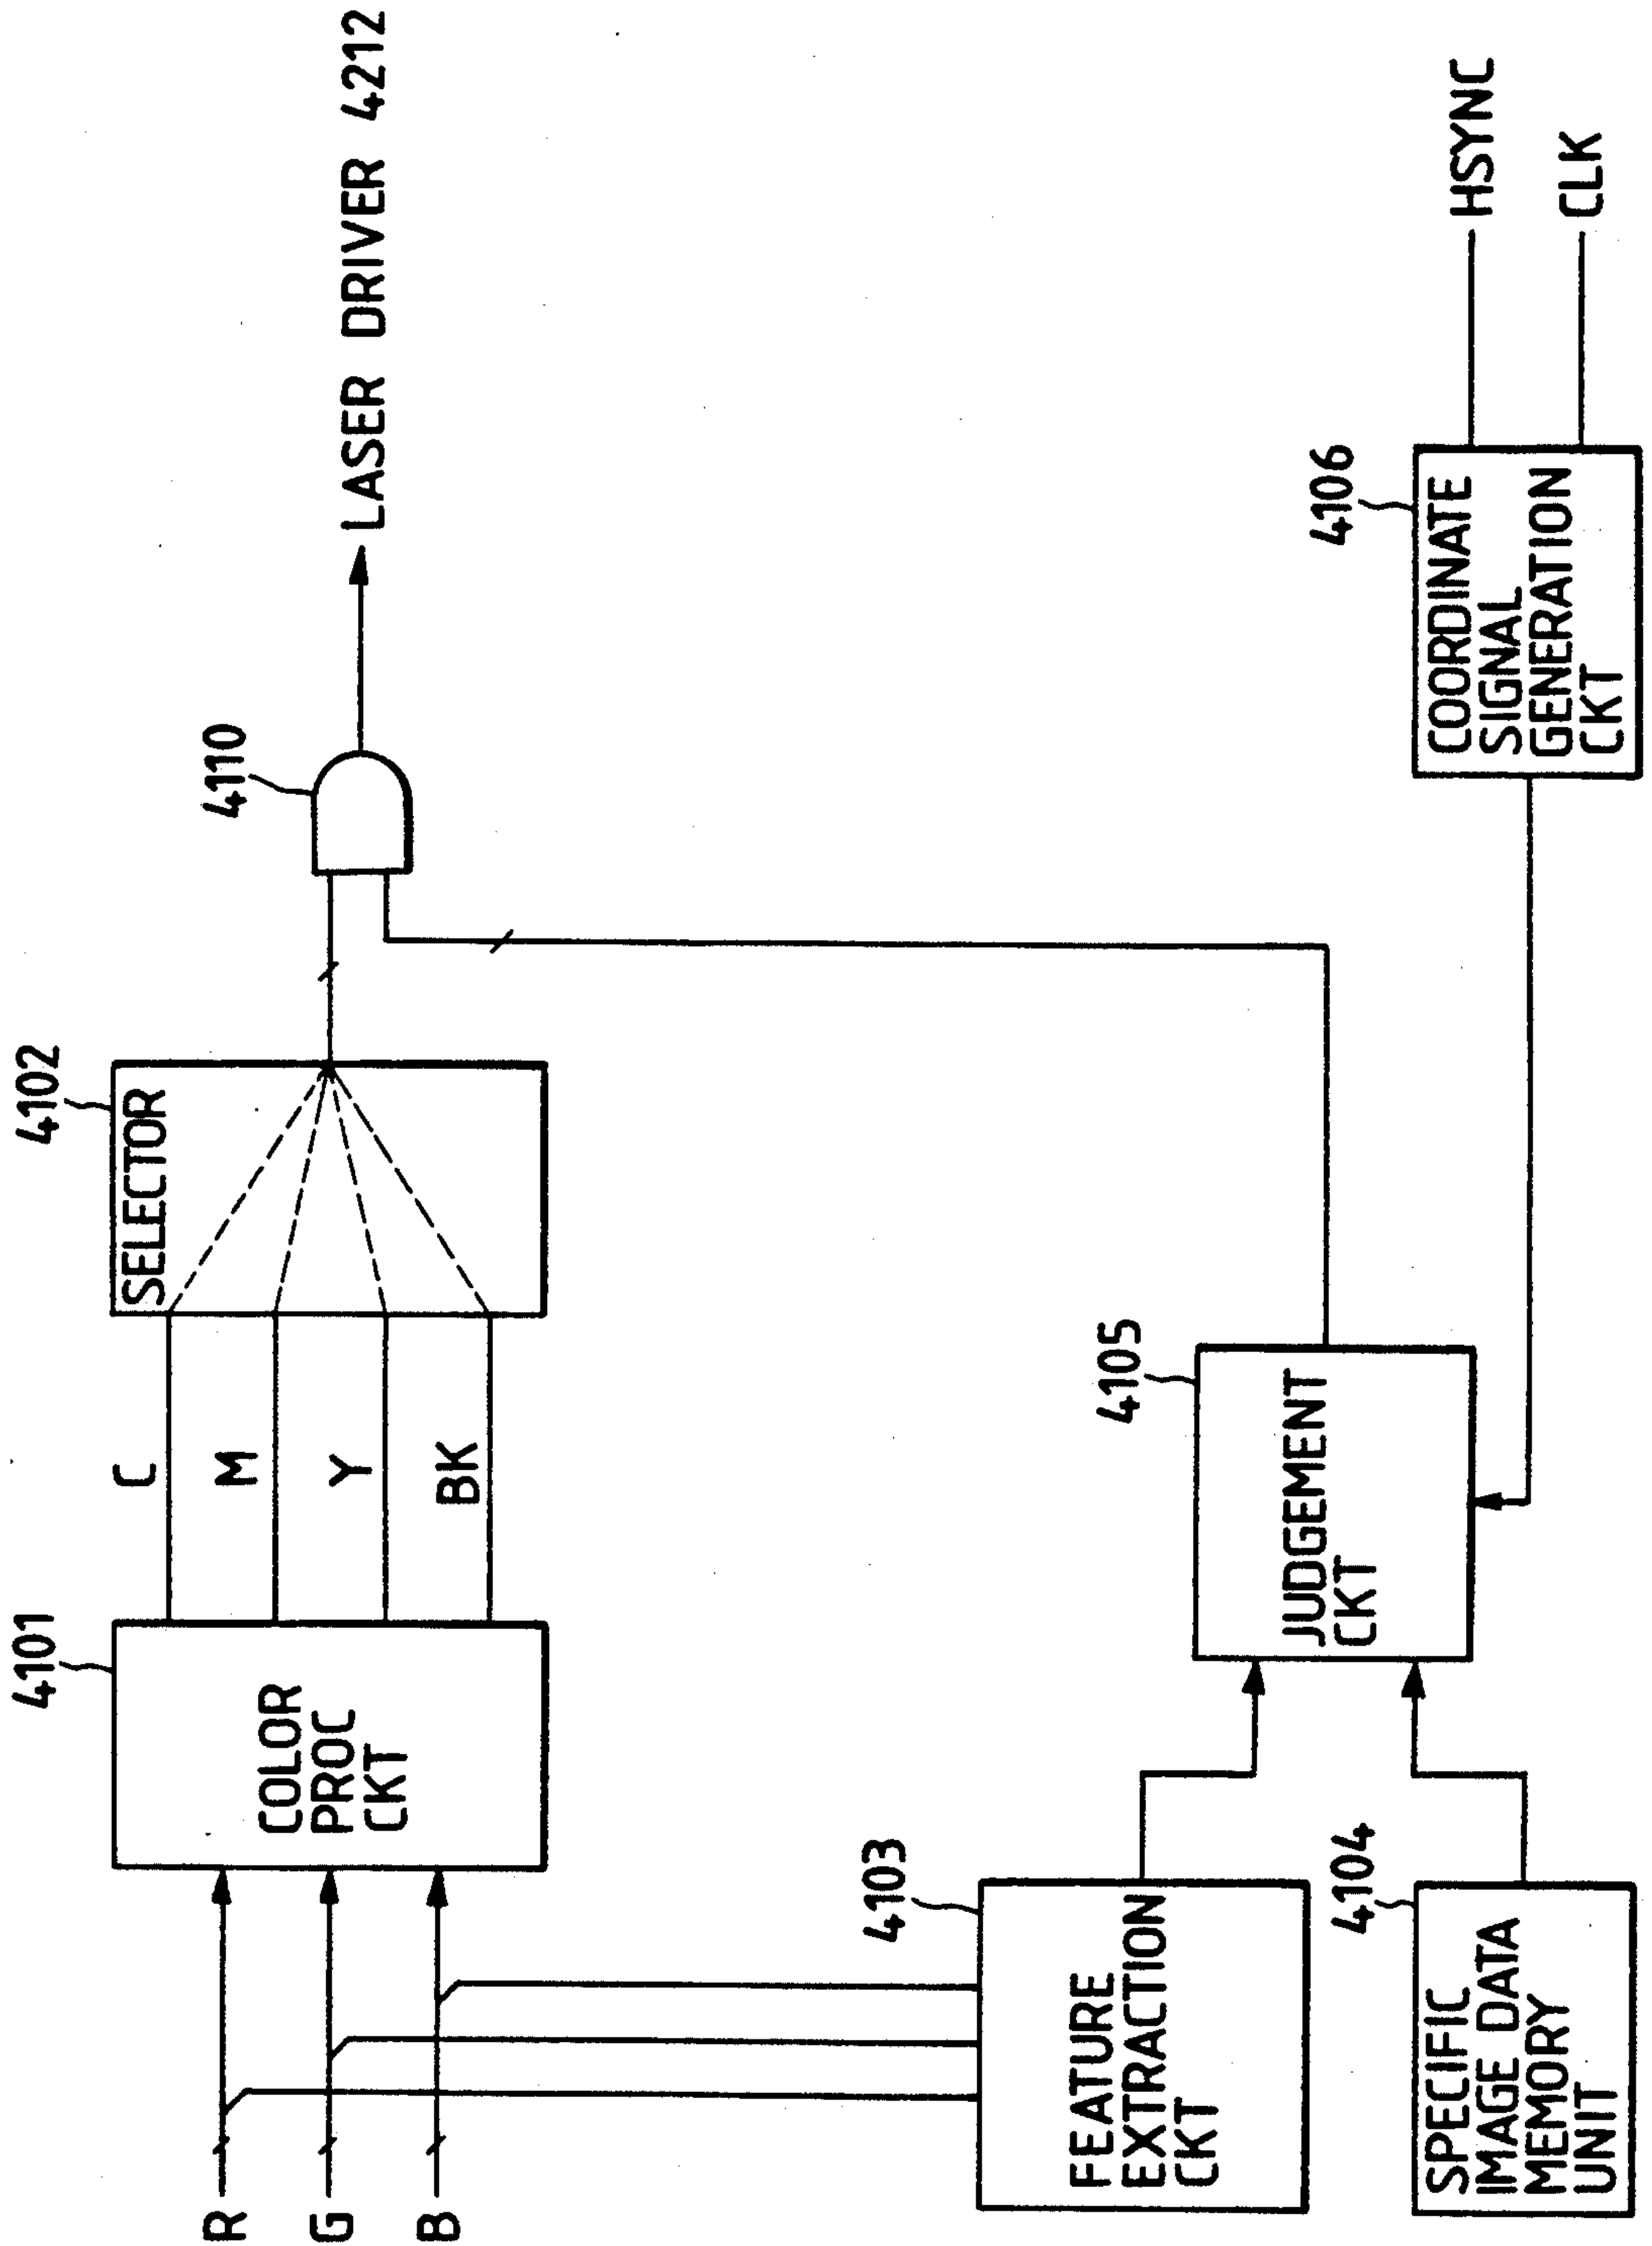 4101
4102
R
G
B
COLOR
PROC
CKT
C
M
Y
BK
SELECTOR
4110
LASER DRIVER 4212
4103
FEATURE
EXTRACTION
CKT
4104
SPECIFIC
IMAGE DATA
MEMORY
UNIT
4105
JUDGEMENT
CKT
4106
COORDINATE
SIGNAL
GENERATION
CKT
HSYNC
CLK